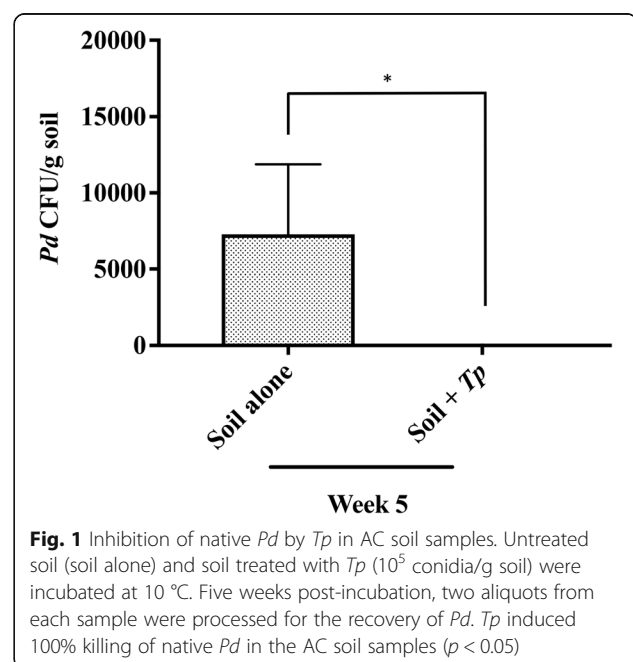 20000
*
15000
10000
5000
0
Pd CFU/g soil
Soil alone
Soil + Tp
Week 5
Fig. 1 Inhibition of native Pd by Tp in AC soil samples. Untreated
soil (soil alone) and soil treated with Tp (10⁵ conidia/g soil) were
incubated at 10 °C. Five weeks post-incubation, two aliquots from
each sample were processed for the recovery of Pd. Tp induced
100% killing of native Pd in the AC soil samples (p < 0.05)